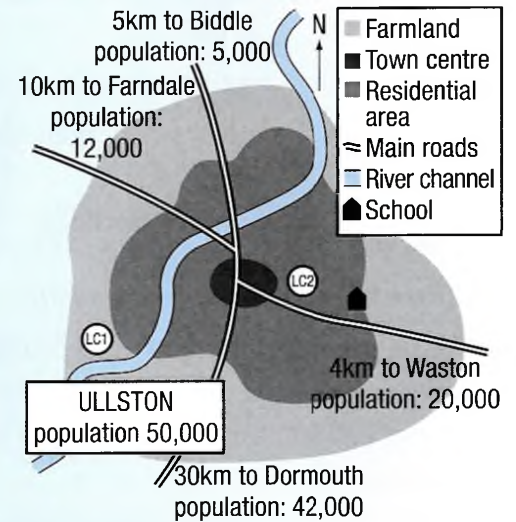 5km to Biddle
population: 5,000
10km to Farndale
population:
12,000
N
Farmland
Town centre
Residential
area
Main roads
River channel
School
LC2
LC1
4km to Waston
population: 20,000
ULLSTON
population 50,000
30km to Dormouth
population: 42,000